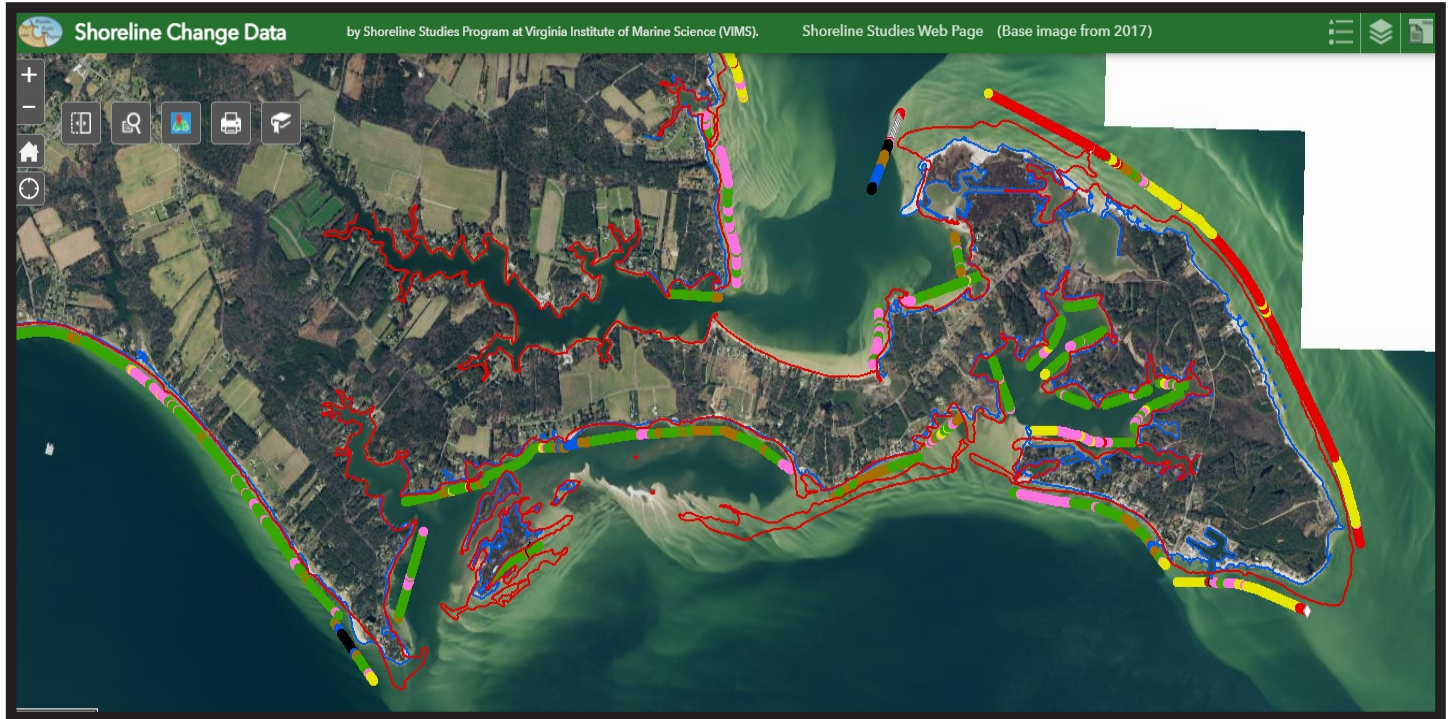 Shoreline Change Data by Shoreline Studies Program at Virginia Institute of Marine Science (VIMS). Shoreline Studies Web Page (Base image from 2017)
+
−